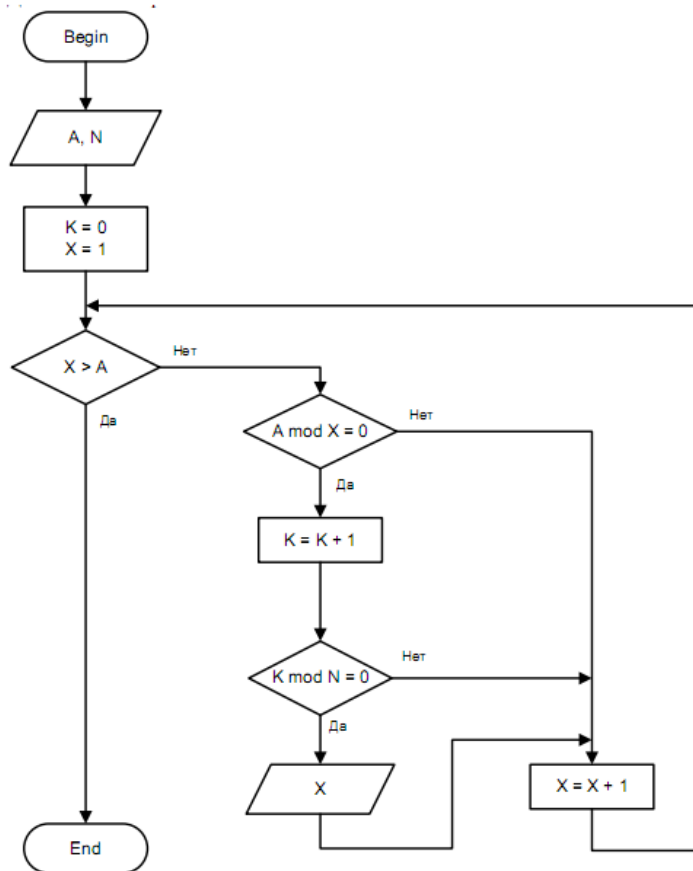 Begin
A, N
K = 0
X = 1
X > A
Нет
Да
A mod X = 0
Нет
Да
K = K + 1
K mod N = 0
Нет
Да
X
X = X + 1
End